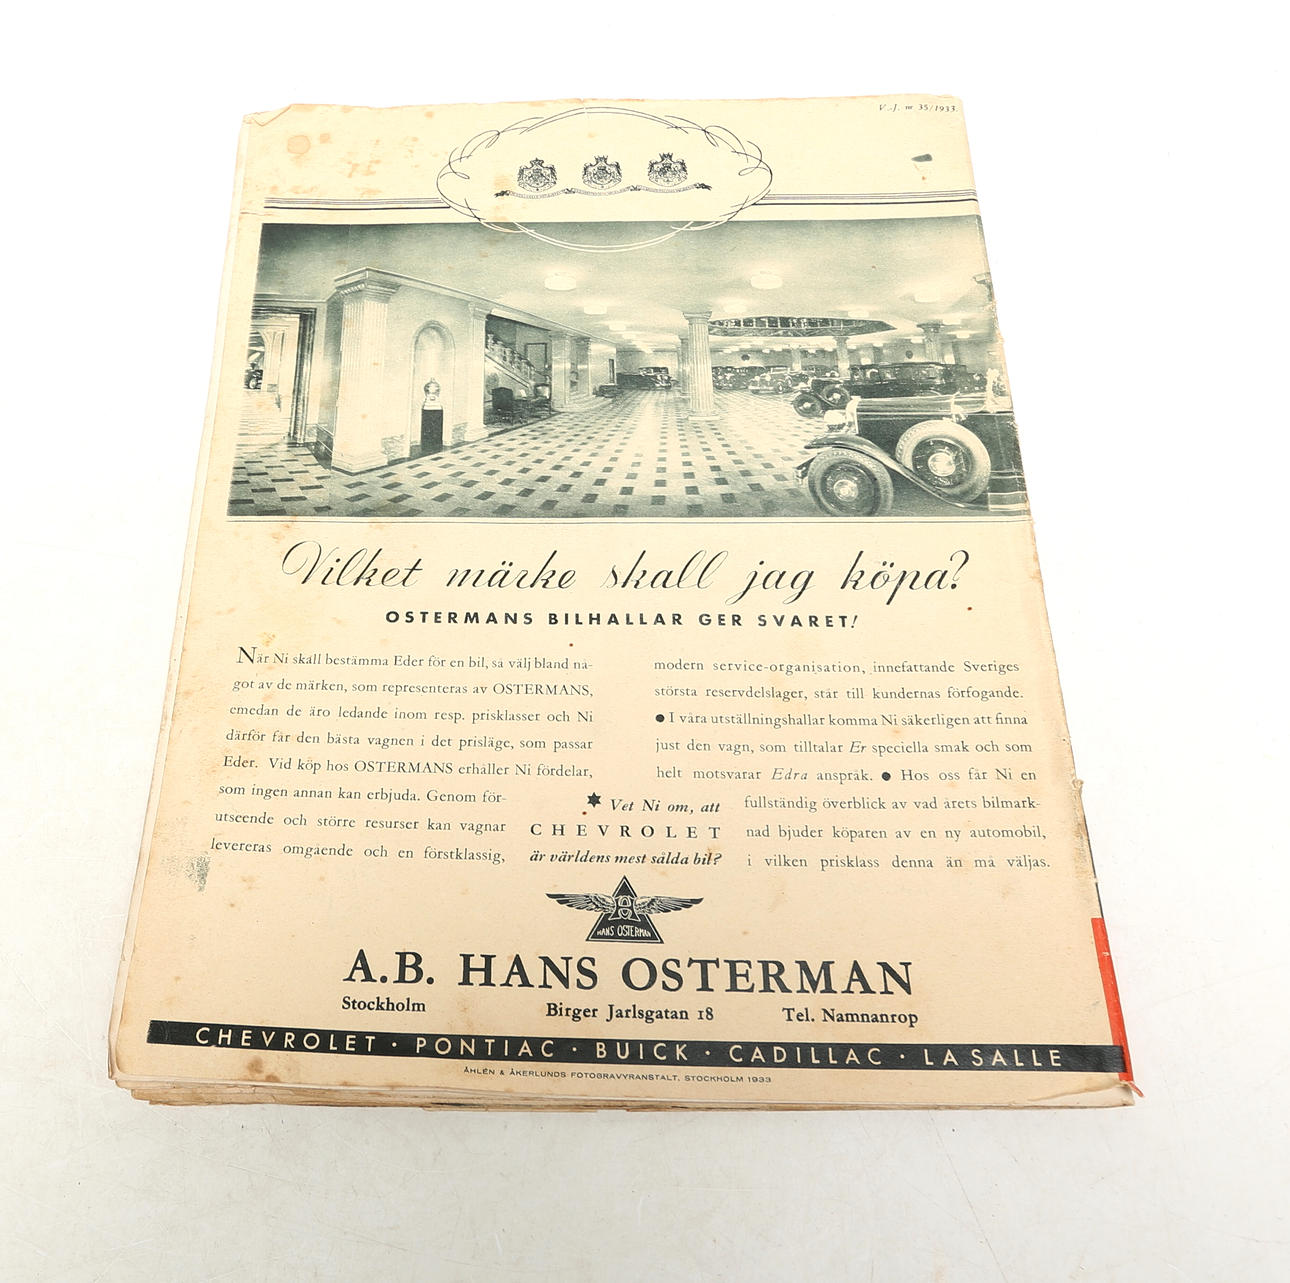 V.-J. nr 35/1933.
Vilket märke skall jag köpa?
OSTERMANS BILHALLAR GER SVARET!
När Ni skall bestämma Eder för en bil, så välj bland nå-
got av de märken, som representeras av OSTERMANS,
emedan de äro ledande inom resp. prisklasser och Ni
därför får den bästa vagnen i det prisläge, som passar
Eder. Vid köp hos OSTERMANS erhåller Ni fördelar,
som ingen annan kan erbjuda. Genom för-
utseende och större resurser kan vagnar
levereras omgående och en förstklassig,
modern service-organisation, innefattande Sveriges
största reservdelslager, står till kundernas förfogande.
● I våra utställningshallar komma Ni säkerligen att finna
just den vagn, som tilltalar Er speciella smak och som
helt motsvarar Edra anspråk. ● Hos oss får Ni en
fullständig överblick av vad årets bilmark-
nad bjuder köparen av en ny automobil,
i vilken prisklass denna än må väljas.
Vet Ni om, att
CHEVROLET
är världens mest sålda bil?
HANS OSTERMAN
A.B. HANS OSTERMAN
Stockholm Birger Jarlsgatan 18 Tel. Namnanrop
CHEVROLET · PONTIAC · BUICK · CADILLAC · LASALLE
ÅHLÉN & ÅKERLUNDS FOTOGRAVYRANSTALT, STOCKHOLM 1933